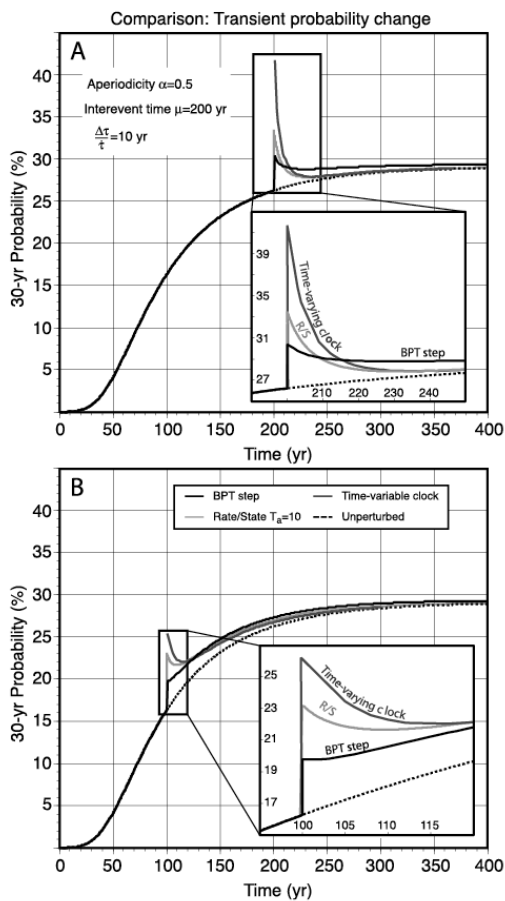 Comparison: Transient probability change
A
Aperiodicity α=0.5
Interevent time μ=200 yr
Δτ
τ̇
=10 yr
30-yr Probability (%)
40
35
30
25
20
15
10
5
39
35
31
27
Time-varying clock
R/S
BPT step
210 220 230 240
0 50 100 150 200 250 300 350 400
Time (yr)
B
BPT step
Time-variable clock
Rate/State Tₐ=10
Unperturbed
30-yr Probability (%)
40
35
30
25
20
15
10
5
25
23
21
19
17
Time-varying clock
R/S
BPT step
100 105 110 115
0 50 100 150 200 250 300 350 400
Time (yr)